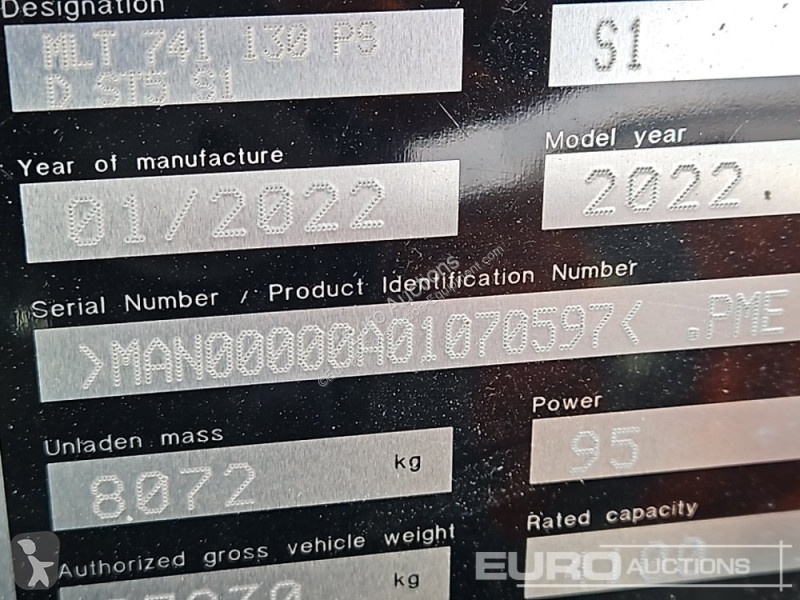 Designation
MLT 741 130 PS S1
D ST5 S1
Year of manufacture Model year
01/2022 2022
Serial Number / Product Identification Number
>MAN00000A01070597< .PME
Unladen mass Power
8072 kg 95
Authorized gross vehicle weight Rated capacity
kg
EURO AUCTIONS